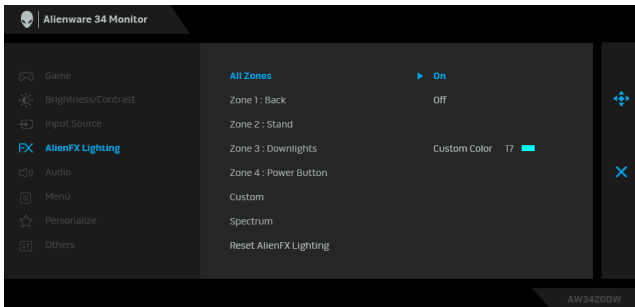 Alienware 34 Monitor
Game
Brightness/Contrast
Input Source
FX AlienFX Lighting
Audio
Menu
Personalize
Others
All Zones On
Zone 1 : Back Off
Zone 2 : Stand
Zone 3 : Downlights Custom Color 17
Zone 4 : Power Button
Custom
Spectrum
Reset AlienFX Lighting
AW3420DW